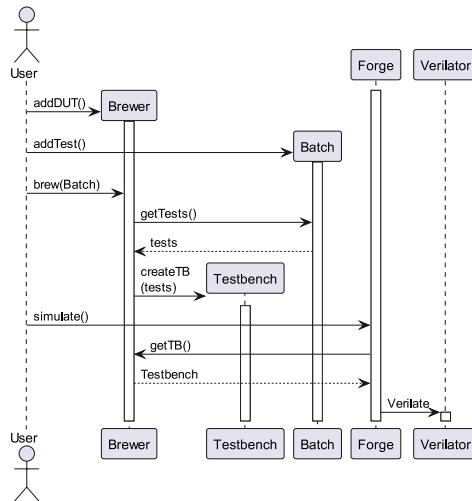 User
Forge
Verilator
addDUT()
Brewer
addTest()
Batch
brew(Batch)
getTests()
tests
createTB
(tests)
Testbench
simulate()
getTB()
Testbench
Verilate
User
Brewer
Testbench
Batch
Forge
Verilator